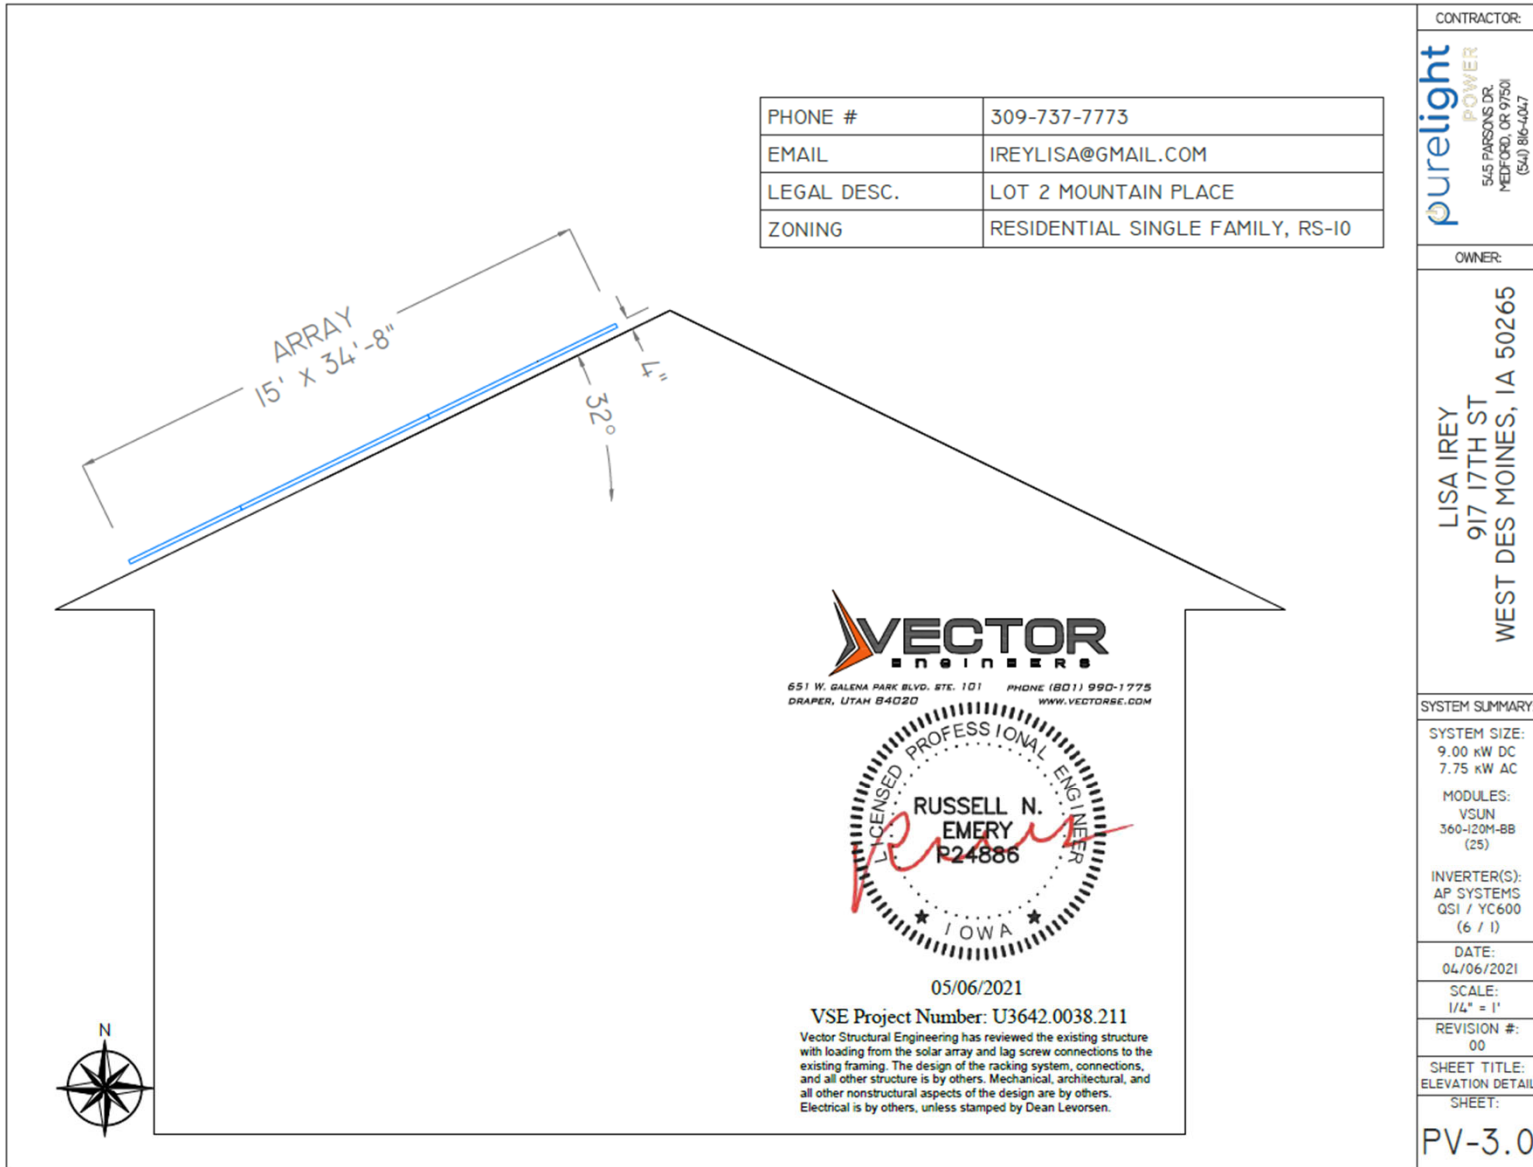 PHONE # 309-737-7773
EMAIL IREYLISA@GMAIL.COM
LEGAL DESC. LOT 2 MOUNTAIN PLACE
ZONING RESIDENTIAL SINGLE FAMILY, RS-10
ARRAY
15' X 34'-8"
4"
32°
VECTOR
ENGINEERS
651 W. GALENA PARK BLVD. STE. 101 PHONE (801) 990-1775
DRAPER, UTAH 84020 WWW.VECTORSE.COM
LICENSED PROFESSIONAL ENGINEER
RUSSELL N.
EMERY
P24886
IOWA
05/06/2021
VSE Project Number: U3642.0038.211
Vector Structural Engineering has reviewed the existing structure
with loading from the solar array and lag screw connections to the
existing framing. The design of the racking system, connections,
and all other structure is by others. Mechanical, architectural, and
all other nonstructural aspects of the design are by others.
Electrical is by others, unless stamped by Dean Levorsen.
N
CONTRACTOR:
purelight
POWER
545 PARSONS DR.
MEDFORD, OR 97501
(541) 816-4047
OWNER:
LISA IREY
917 17TH ST
WEST DES MOINES, IA 50265
SYSTEM SUMMARY:
SYSTEM SIZE:
9.00 KW DC
7.75 KW AC
MODULES:
VSUN
360-120M-BB
(25)
INVERTER(S):
AP SYSTEMS
QS1 / YC600
(6 / 1)
DATE:
04/06/2021
SCALE:
1/4" = 1'
REVISION #:
00
SHEET TITLE:
ELEVATION DETAIL
SHEET:
PV-3.0